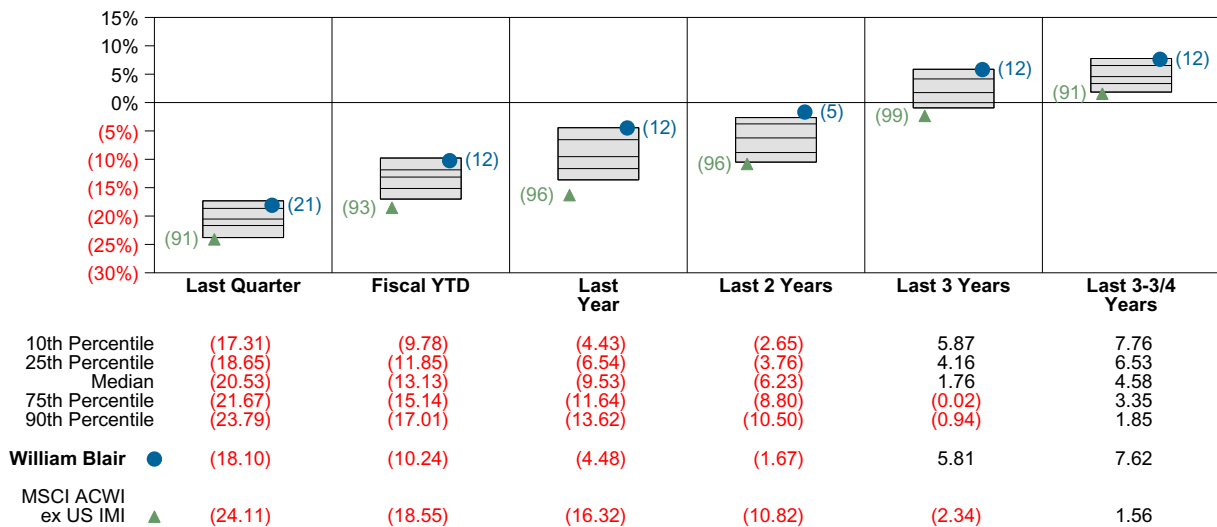 15%
10%
5%
0%
(5%)
(10%)
(15%)
(20%)
(25%)
(30%)
(21)
(91)
(12)
(93)
(12)
(96)
(5)
(96)
(12)
(99)
(12)
(91)
Last Quarter Fiscal YTD Last Year Last 2 Years Last 3 Years Last 3-3/4 Years
10th Percentile (17.31) (9.78) (4.43) (2.65) 5.87 7.76
25th Percentile (18.65) (11.85) (6.54) (3.76) 4.16 6.53
Median (20.53) (13.13) (9.53) (6.23) 1.76 4.58
75th Percentile (21.67) (15.14) (11.64) (8.80) (0.02) 3.35
90th Percentile (23.79) (17.01) (13.62) (10.50) (0.94) 1.85
William Blair (18.10) (10.24) (4.48) (1.67) 5.81 7.62
MSCI ACWI
ex US IMI (24.11) (18.55) (16.32) (10.82) (2.34) 1.56